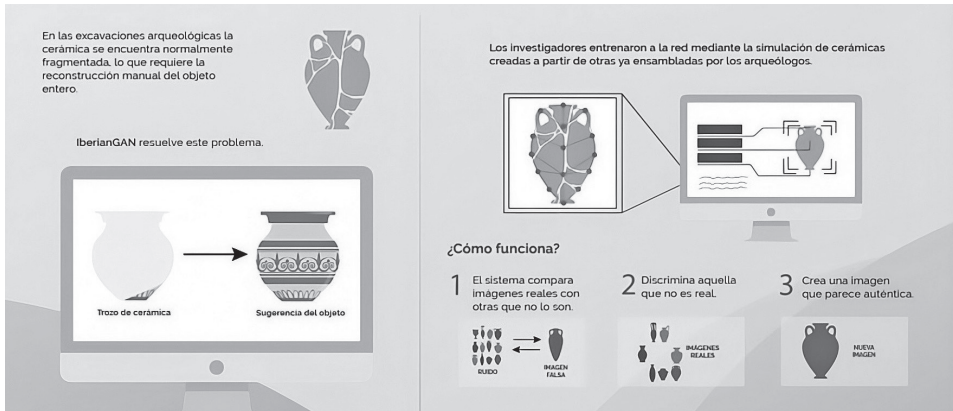 En las excavaciones arqueológicas la
cerámica se encuentra normalmente
fragmentada, lo que requiere la
reconstrucción manual del objeto
entero.
IberianGAN resuelve este problema.
Trozo de cerámica
Sugerencia del objeto
Los investigadores entrenaron a la red mediante la simulación de cerámicas
creadas a partir de otras ya ensambladas por los arqueólogos.
¿Cómo funciona?
1 El sistema compara
imágenes reales con
otras que no lo son.
RUIDO
IMAGEN
FALSA
2 Discrimina aquella
que no es real.
IMÁGENES
REALES
3 Crea una imagen
que parece auténtica.
NUEVA
IMAGEN